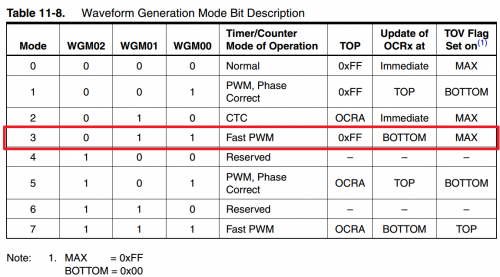 Table 11-8. Waveform Generation Mode Bit Description
Mode WGM02 WGM01 WGM00 Timer/Counter Mode of Operation TOP Update of OCRx at TOV Flag Set on(1)
0 0 0 0 Normal 0xFF Immediate MAX
1 0 0 1 PWM, Phase Correct 0xFF TOP BOTTOM
2 0 1 0 CTC OCRA Immediate MAX
3 0 1 1 Fast PWM 0xFF BOTTOM MAX
4 1 0 0 Reserved – – –
5 1 0 1 PWM, Phase Correct OCRA TOP BOTTOM
6 1 1 0 Reserved – – –
7 1 1 1 Fast PWM OCRA BOTTOM TOP
Note: 1. MAX = 0xFF
BOTTOM = 0x00